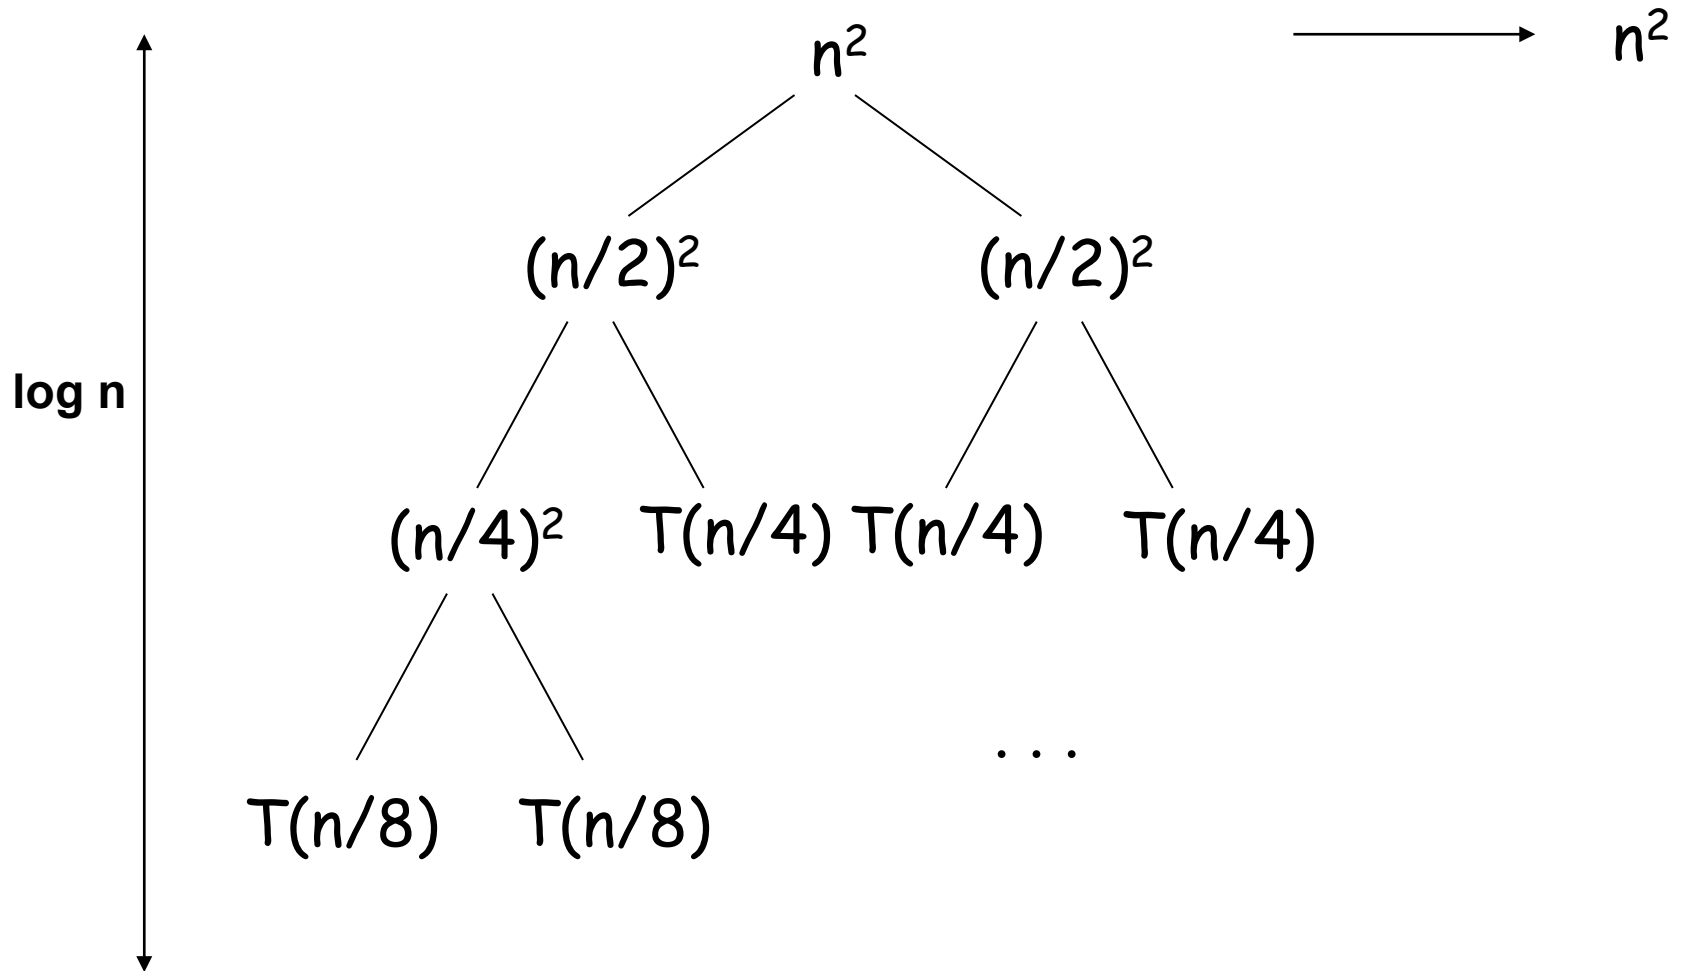 n² n²
(n/2)² (n/2)²
log n
(n/4)² T(n/4) T(n/4) T(n/4)
. . .
T(n/8) T(n/8)